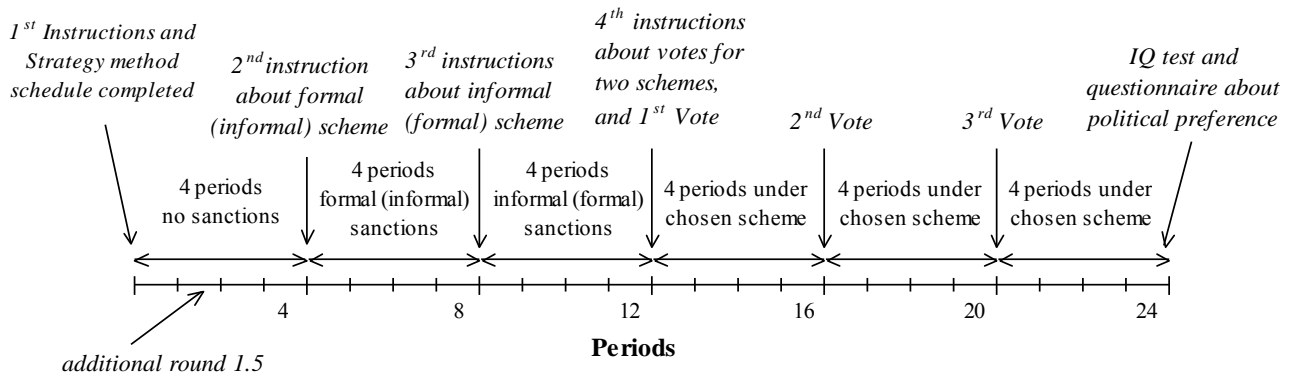 1st Instructions and
Strategy method
schedule completed
2nd instruction
about formal
(informal) scheme
3rd instructions
about informal
(formal) scheme
4th instructions
about votes for
two schemes,
and 1st Vote
2nd Vote
3rd Vote
IQ test and
questionnaire about
political preference
4 periods
no sanctions
4 periods
formal (informal)
sanctions
4 periods
informal (formal)
sanctions
4 periods under
chosen scheme
4 periods under
chosen scheme
4 periods under
chosen scheme
4 8 12 16 20 24
Periods
additional round 1.5